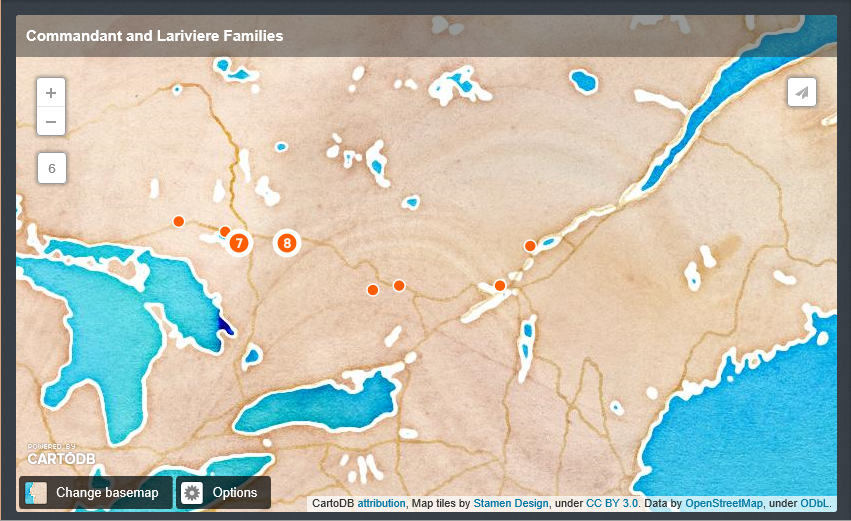 Commandant and Lariviere Families
+
−
6
7
8
POWERED BY
CARTODB
Change basemap
Options
CartoDB attribution, Map tiles by Stamen Design, under CC BY 3.0. Data by OpenStreetMap, under ODbL.